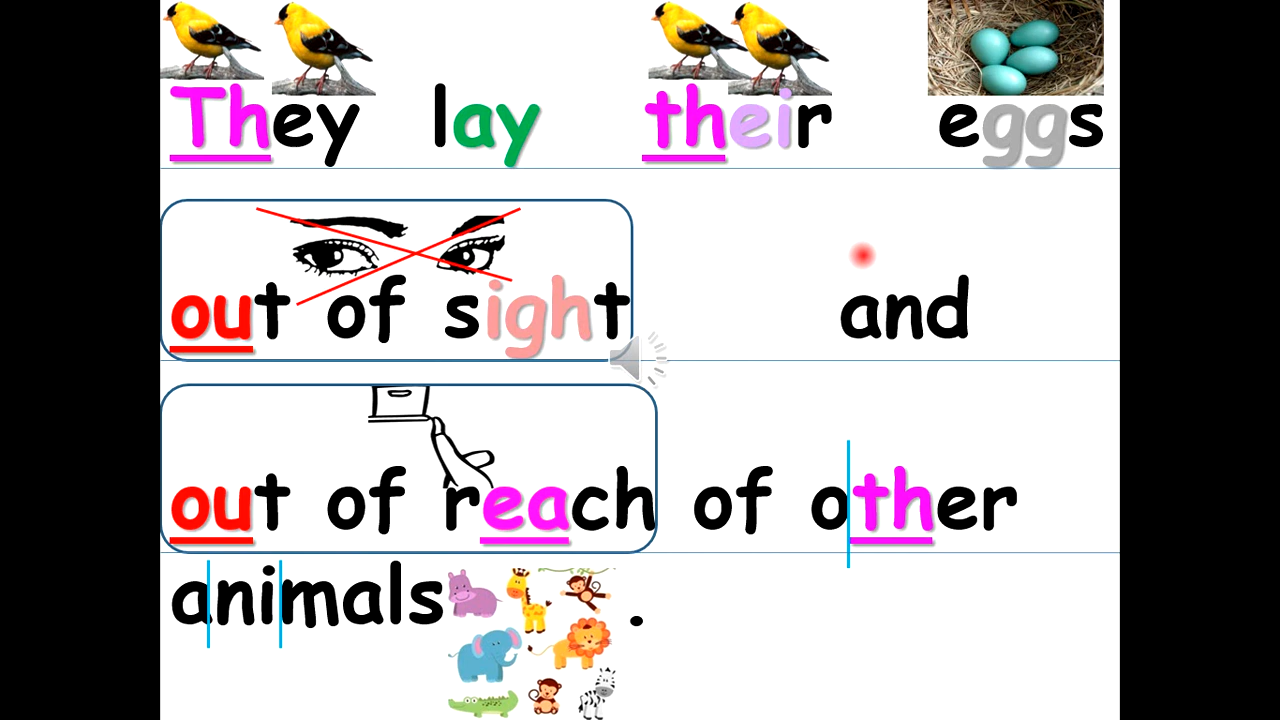 They lay their eggs
out of sight and
out of reach of other
animals .